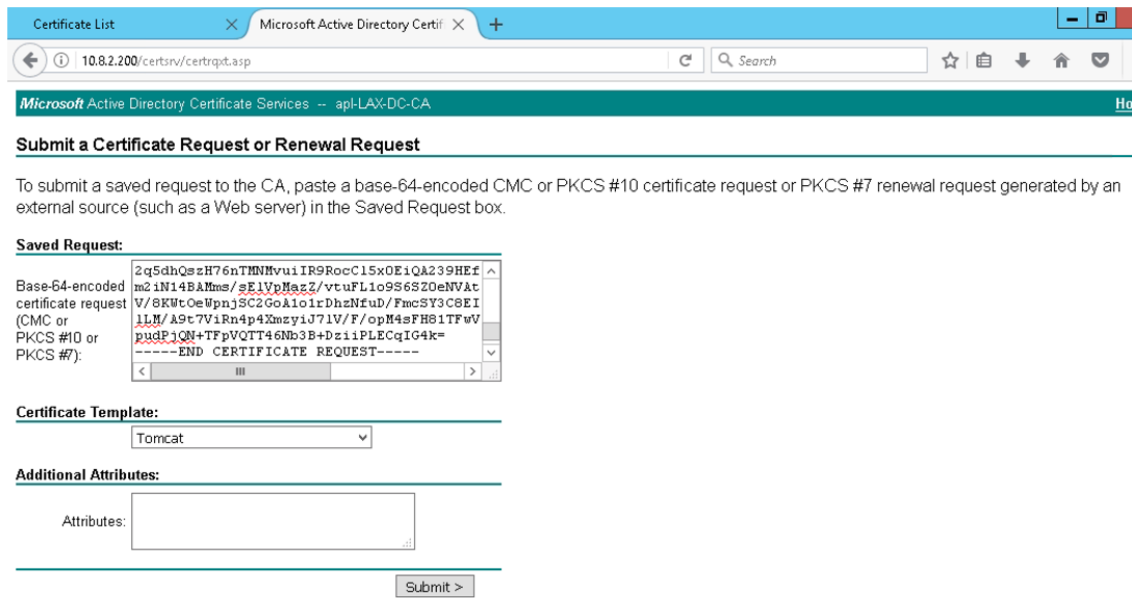 Certificate List
Microsoft Active Directory Certif
10.8.2.200/certsrv/certrqxt.asp
Search
Microsoft Active Directory Certificate Services -- apl-LAX-DC-CA
Ho
Submit a Certificate Request or Renewal Request
To submit a saved request to the CA, paste a base-64-encoded CMC or PKCS #10 certificate request or PKCS #7 renewal request generated by an
external source (such as a Web server) in the Saved Request box.
Saved Request:
Base-64-encoded
certificate request
(CMC or
PKCS #10 or
PKCS #7):
2q5dhQszH76nTMNMvuiIR9RocCl5x0EiQA239HEf
m2iN14BAMms/sElVpMazZ/vtuFL1o9S6SZOeNVAt
V/8KWtOeWpnjSC2GoA1o1rDhzNfuD/FmcSY3C8EI
lLM/A9t7ViRn4p4XmzyiJ71V/F/opM4sFH81TFwV
pudPjQN+TFpVQTT46Nb3B+DziiPLECqIG4k=
-----END CERTIFICATE REQUEST-----
Certificate Template:
Tomcat
Additional Attributes:
Attributes:
Submit >